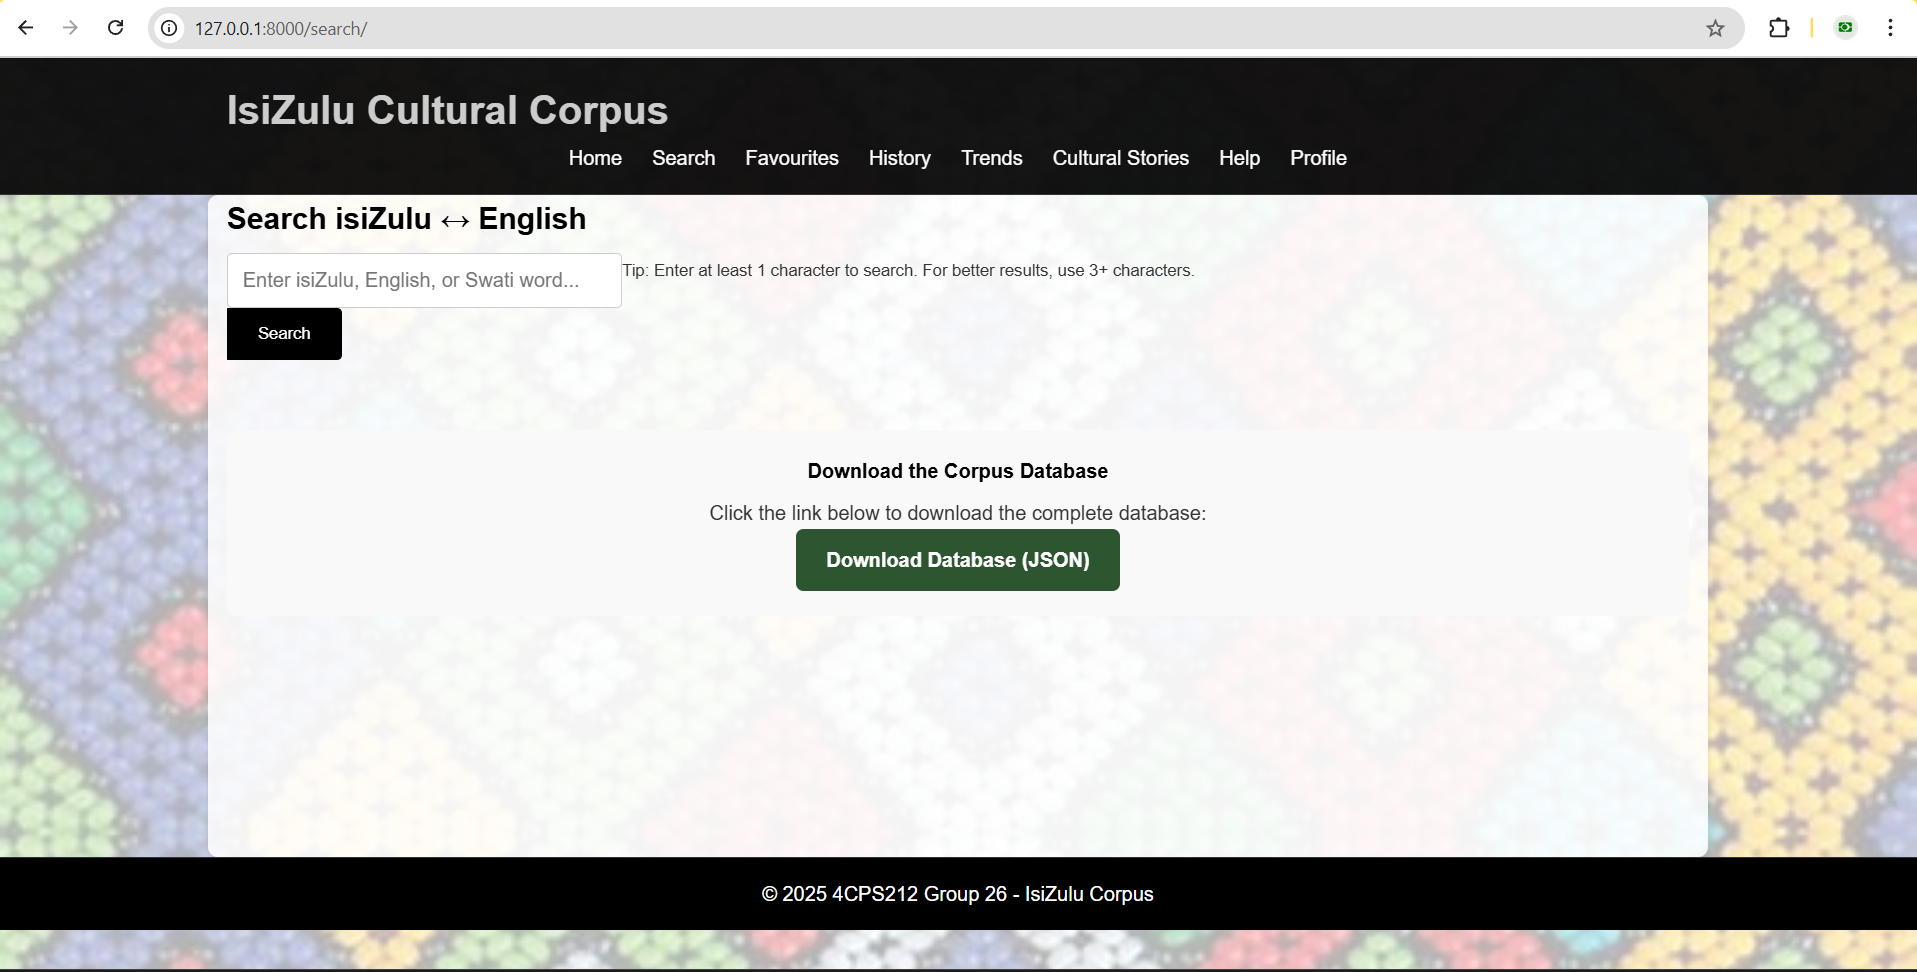 127.0.0.1:8000/search/
IsiZulu Cultural Corpus
Home Search Favourites History Trends Cultural Stories Help Profile
Search isiZulu ↔ English
Enter isiZulu, English, or Swati word...
Tip: Enter at least 1 character to search. For better results, use 3+ characters.
Search
Download the Corpus Database
Click the link below to download the complete database:
Download Database (JSON)
© 2025 4CPS212 Group 26 - IsiZulu Corpus